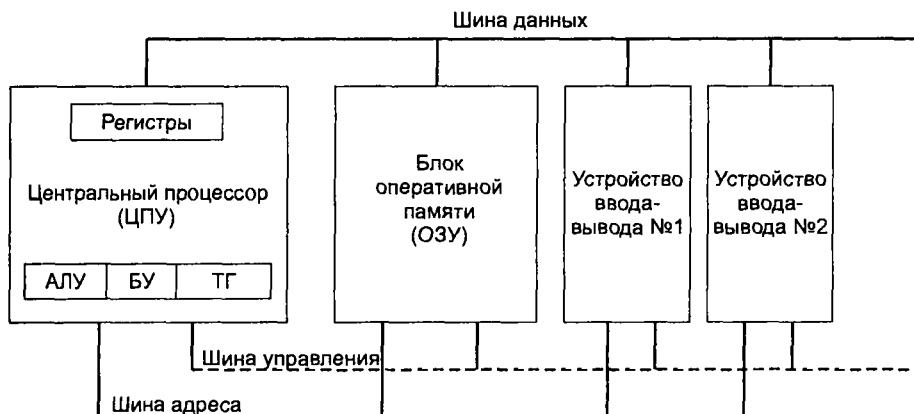 Шина данных
Регистры
Центральный процессор
(ЦПУ)
АЛУ БУ ТГ
Блок
оперативной
памяти
(ОЗУ)
Устройство
ввода-
вывода №1
Устройство
ввода-
вывода №2
Шина управления
Шина адреса